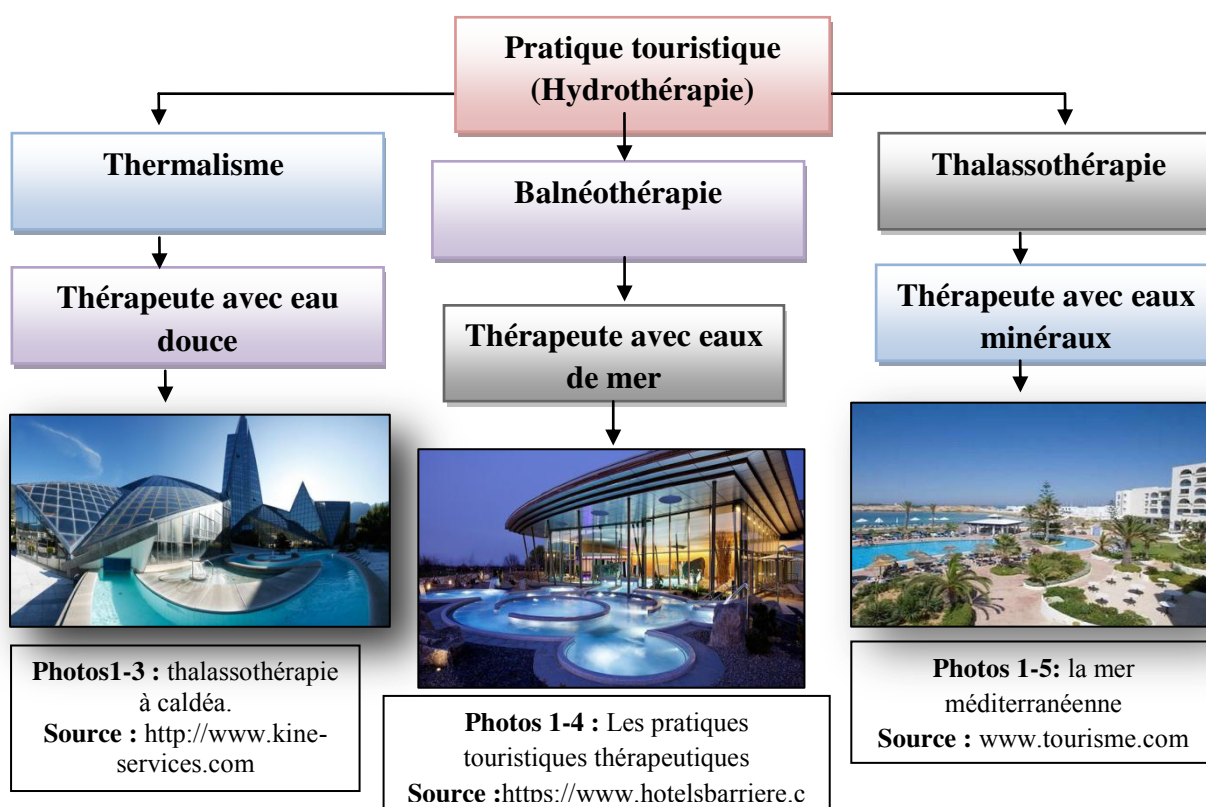 Pratique touristique
(Hydrothérapie)
Thermalisme
Balnéothérapie
Thalassothérapie
Thérapeute avec eau
douce
Thérapeute avec eaux
de mer
Thérapeute avec eaux
minéraux
Photos1-3 : thalassothérapie
à caldéa.
Source : http://www.kine-
services.com
Photos 1-4 : Les pratiques
touristiques thérapeutiques
Source :https://www.hotelsbarriere.c
Photos 1-5: la mer
méditerranéenne
Source : www.tourisme.com